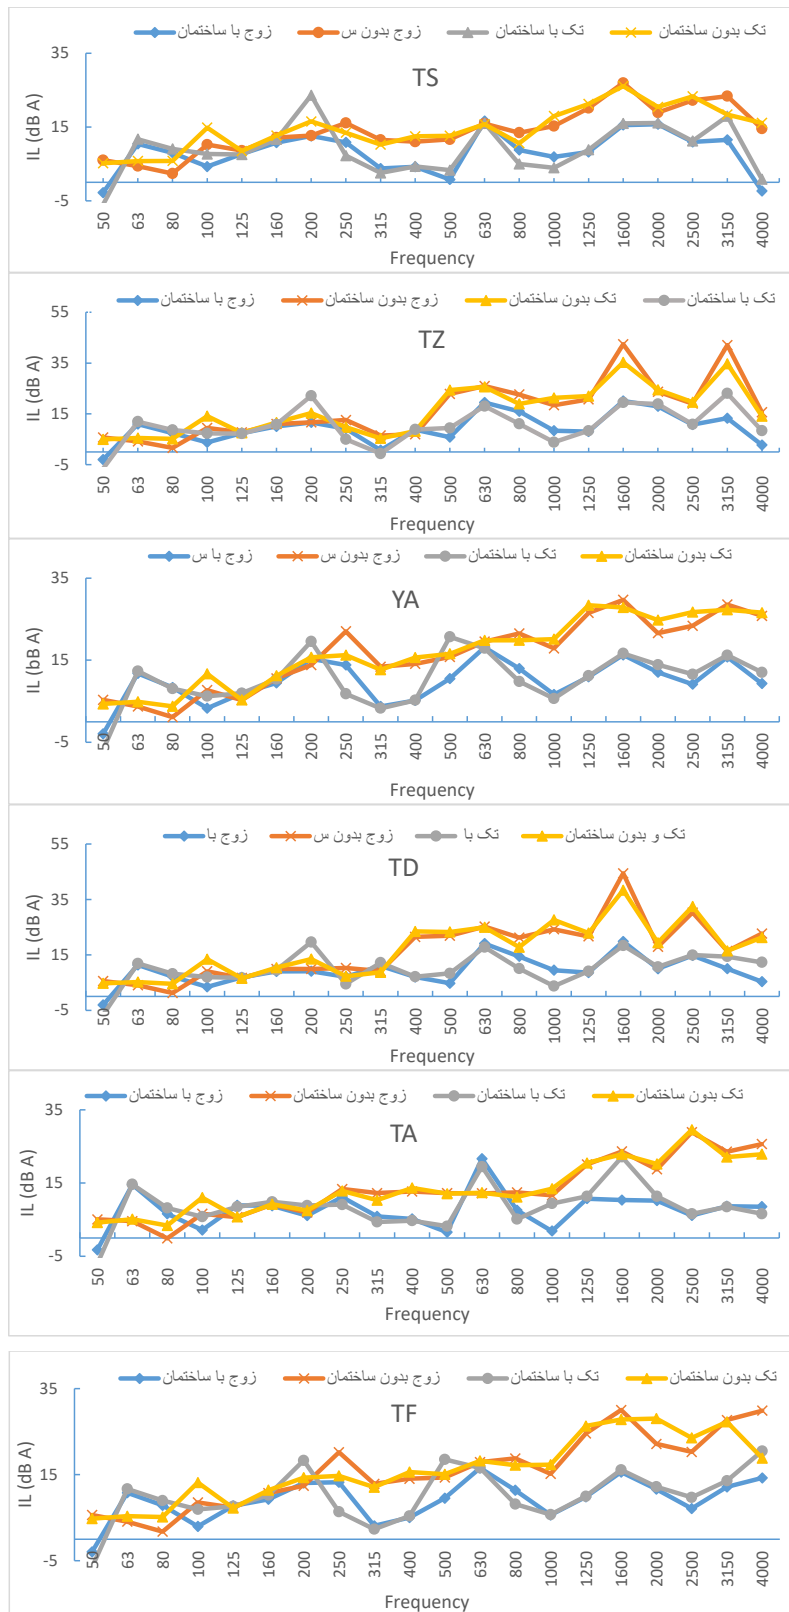 زوج با ساختمان زوج بدون س تک با ساختمان تک بدون ساختمان
TS
IL (dB A)
35
15
-5
50 63 80 100 125 160 200 250 315 400 500 630 800 1000 1250 1600 2000 2500 3150 4000
Frequency
زوج با ساختمان زوج بدون ساختمان تک بدون ساختمان تک با ساختمان
TZ
IL (dB A)
55
35
15
-5
50 63 80 100 125 160 200 250 315 400 500 630 800 1000 1250 1600 2000 2500 3150 4000
Frequency
زوج با س زوج بدون س تک با ساختمان تک بدون ساختمان
YA
IL (bB A)
35
15
-5
50 63 80 100 125 160 200 250 315 400 500 630 800 1000 1250 1600 2000 2500 3150 4000
Frequency
زوج با زوج بدون س تک با تک و بدون ساختمان
TD
IL (dB A)
55
35
15
-5
50 63 80 100 125 160 200 250 315 400 500 630 800 1000 1250 1600 2000 2500 3150 4000
Frequency
زوج با ساختمان زوج بدون ساختمان تک با ساختمان تک بدون ساختمان
TA
IL (dB A)
35
15
-5
50 63 80 100 125 160 200 250 315 400 500 630 800 1000 1250 1600 2000 2500 3150 4000
Frequency
زوج با ساختمان زوج بدون ساختمان تک با ساختمان تک بدون ساختمان
TF
IL (dB A)
35
15
-5
50 63 80 100 125 160 200 250 315 400 500 630 800 1000 1250 1600 2000 2500 3150 4000
Frequency